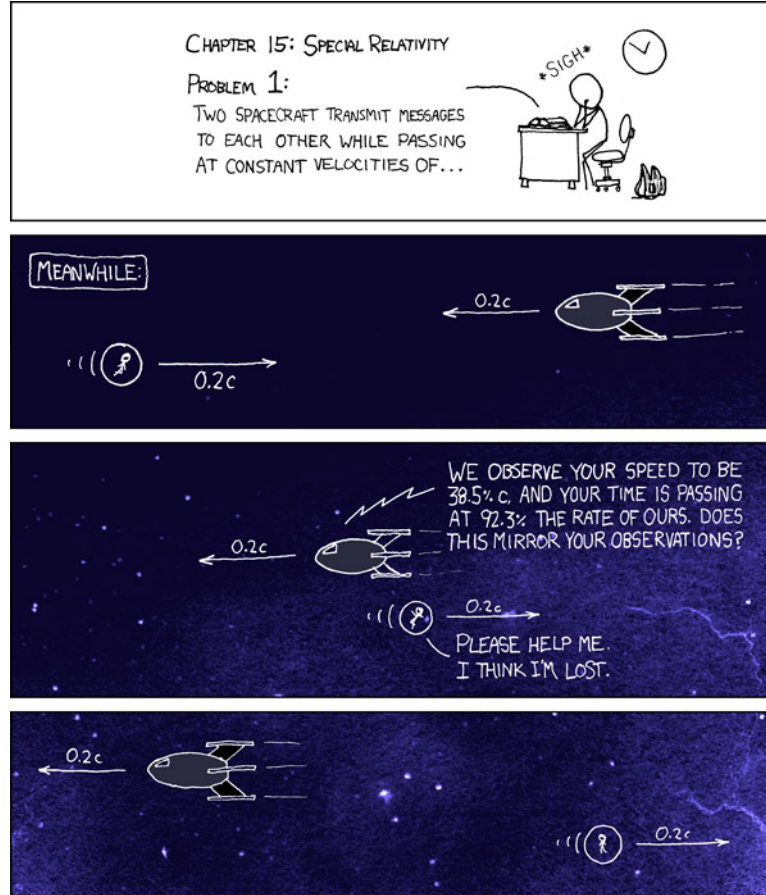 CHAPTER 15: SPECIAL RELATIVITY
PROBLEM 1:
TWO SPACECRAFT TRANSMIT MESSAGES
TO EACH OTHER WHILE PASSING
AT CONSTANT VELOCITIES OF...
*SIGH*
MEANWHILE:
0.2c
0.2c
WE OBSERVE YOUR SPEED TO BE
38.5% C, AND YOUR TIME IS PASSING
AT 92.3% THE RATE OF OURS. DOES
THIS MIRROR YOUR OBSERVATIONS?
0.2c
0.2c
PLEASE HELP ME.
I THINK I'M LOST.
0.2c
0.2c